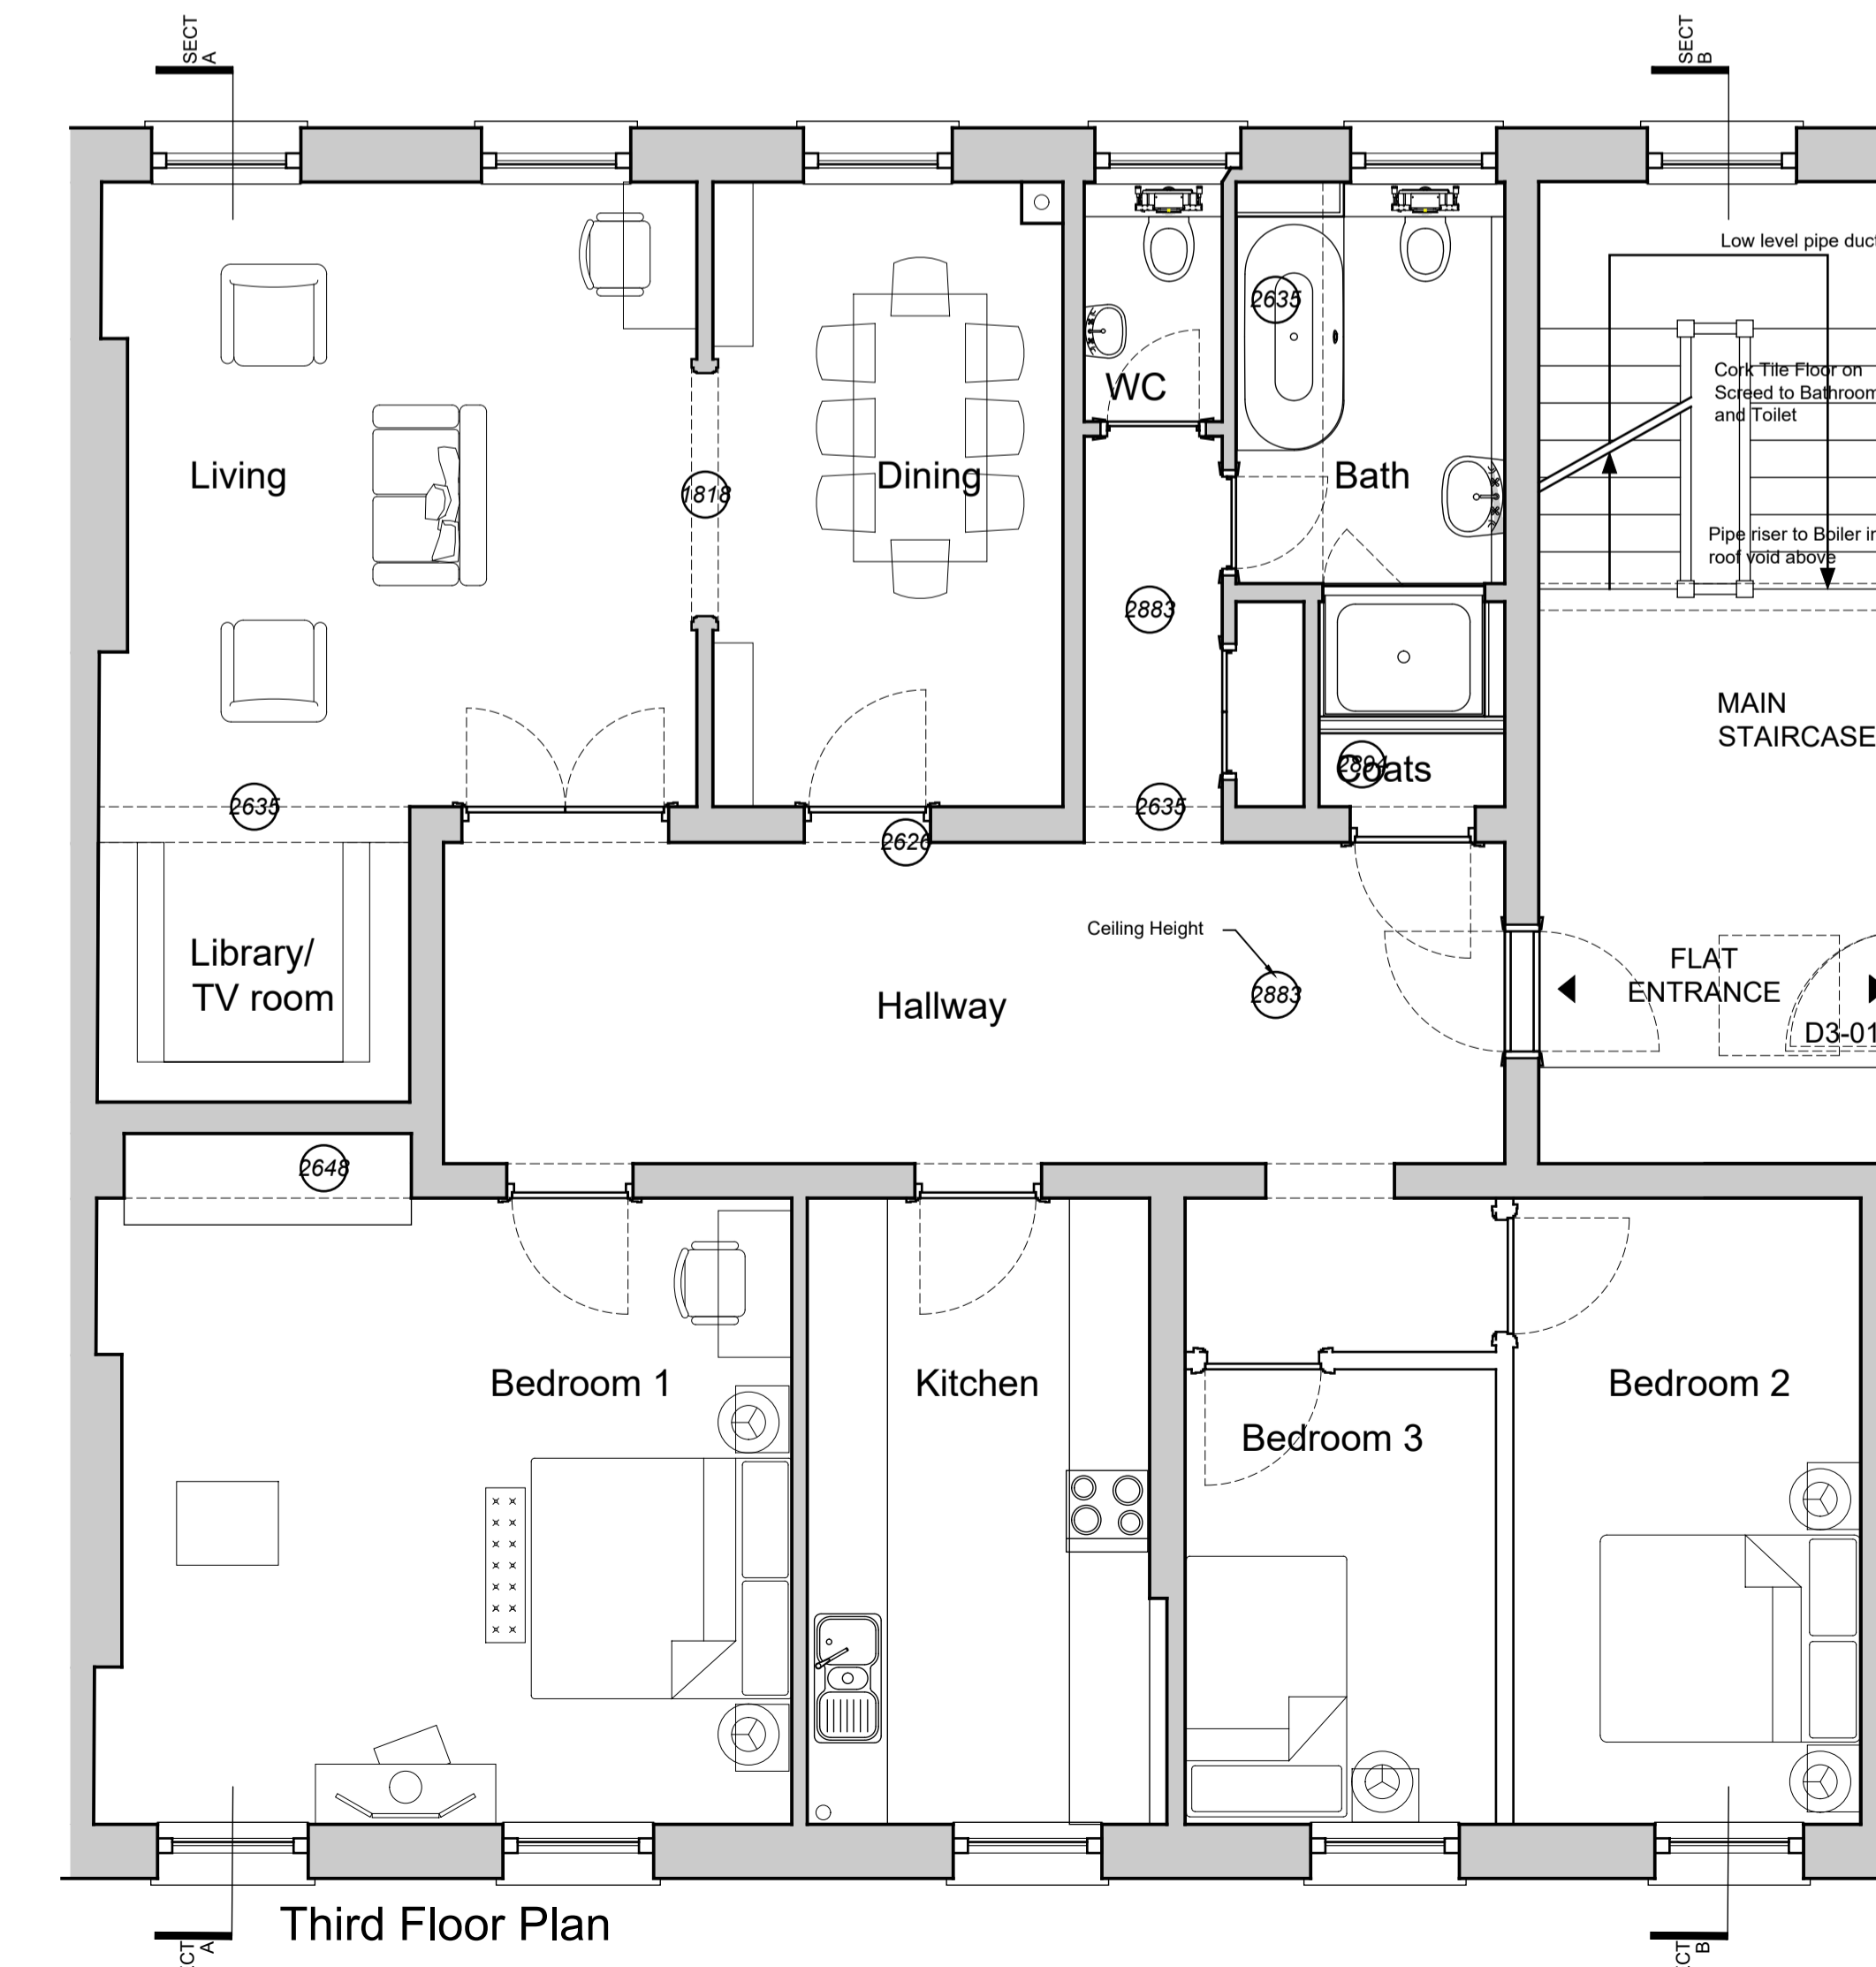 SECT
A
SECT
B
Low level pipe duct
Cork Tile Floor on
Screed to Bathroom
and Toilet
2635
WC
Living
1818
Dining
Bath
Pipe riser to Boiler in
roof void above
2883
MAIN
STAIRCASE
Coats
2635
2626
2635
Ceiling Height
2883
Library/
TV room
Hallway
FLAT
ENTRANCE
D3-01
2648
Bedroom 1
Kitchen
Bedroom 3
Bedroom 2
Third Floor Plan
A
B